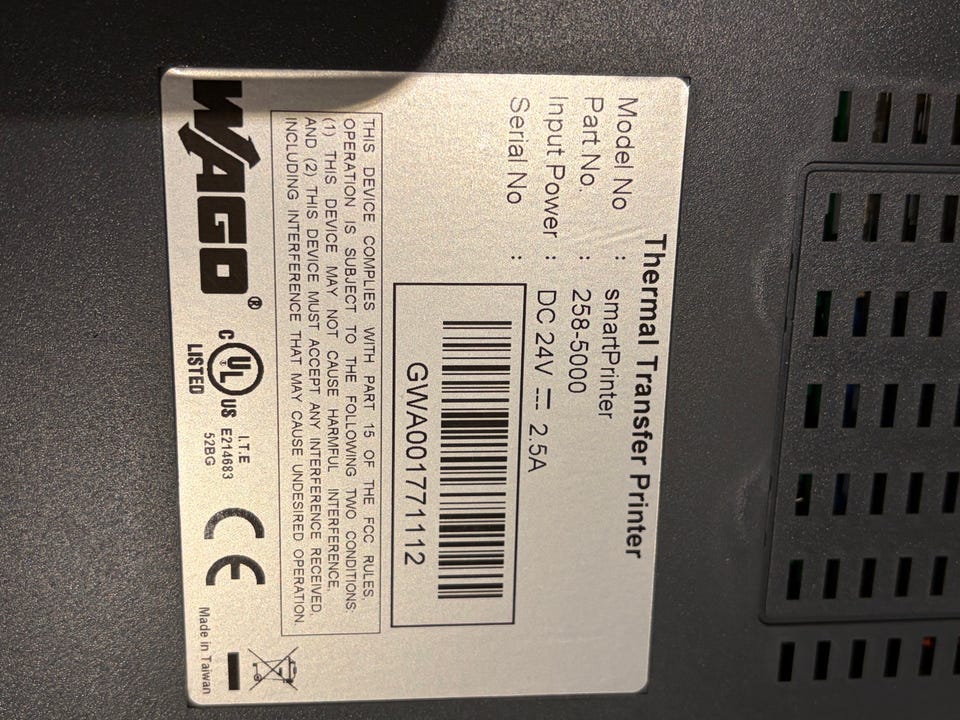 Thermal Transfer Printer
Model No : smartPrinter
Part No. : 258-5000
Input Power : DC 24V ⎓ 2.5A
Serial No :
GWA001771112
THIS DEVICE COMPLIES WITH PART 15 OF THE FCC RULES.
OPERATION IS SUBJECT TO THE FOLLOWING TWO CONDITIONS:
(1) THIS DEVICE MAY NOT CAUSE HARMFUL INTERFERENCE,
AND (2) THIS DEVICE MUST ACCEPT ANY INTERFERENCE RECEIVED,
INCLUDING INTERFERENCE THAT MAY CAUSE UNDESIRED OPERATION.
WAGO®
C UL US LISTED
I.T.E
E214683
52BG
CE
Made in Taiwan